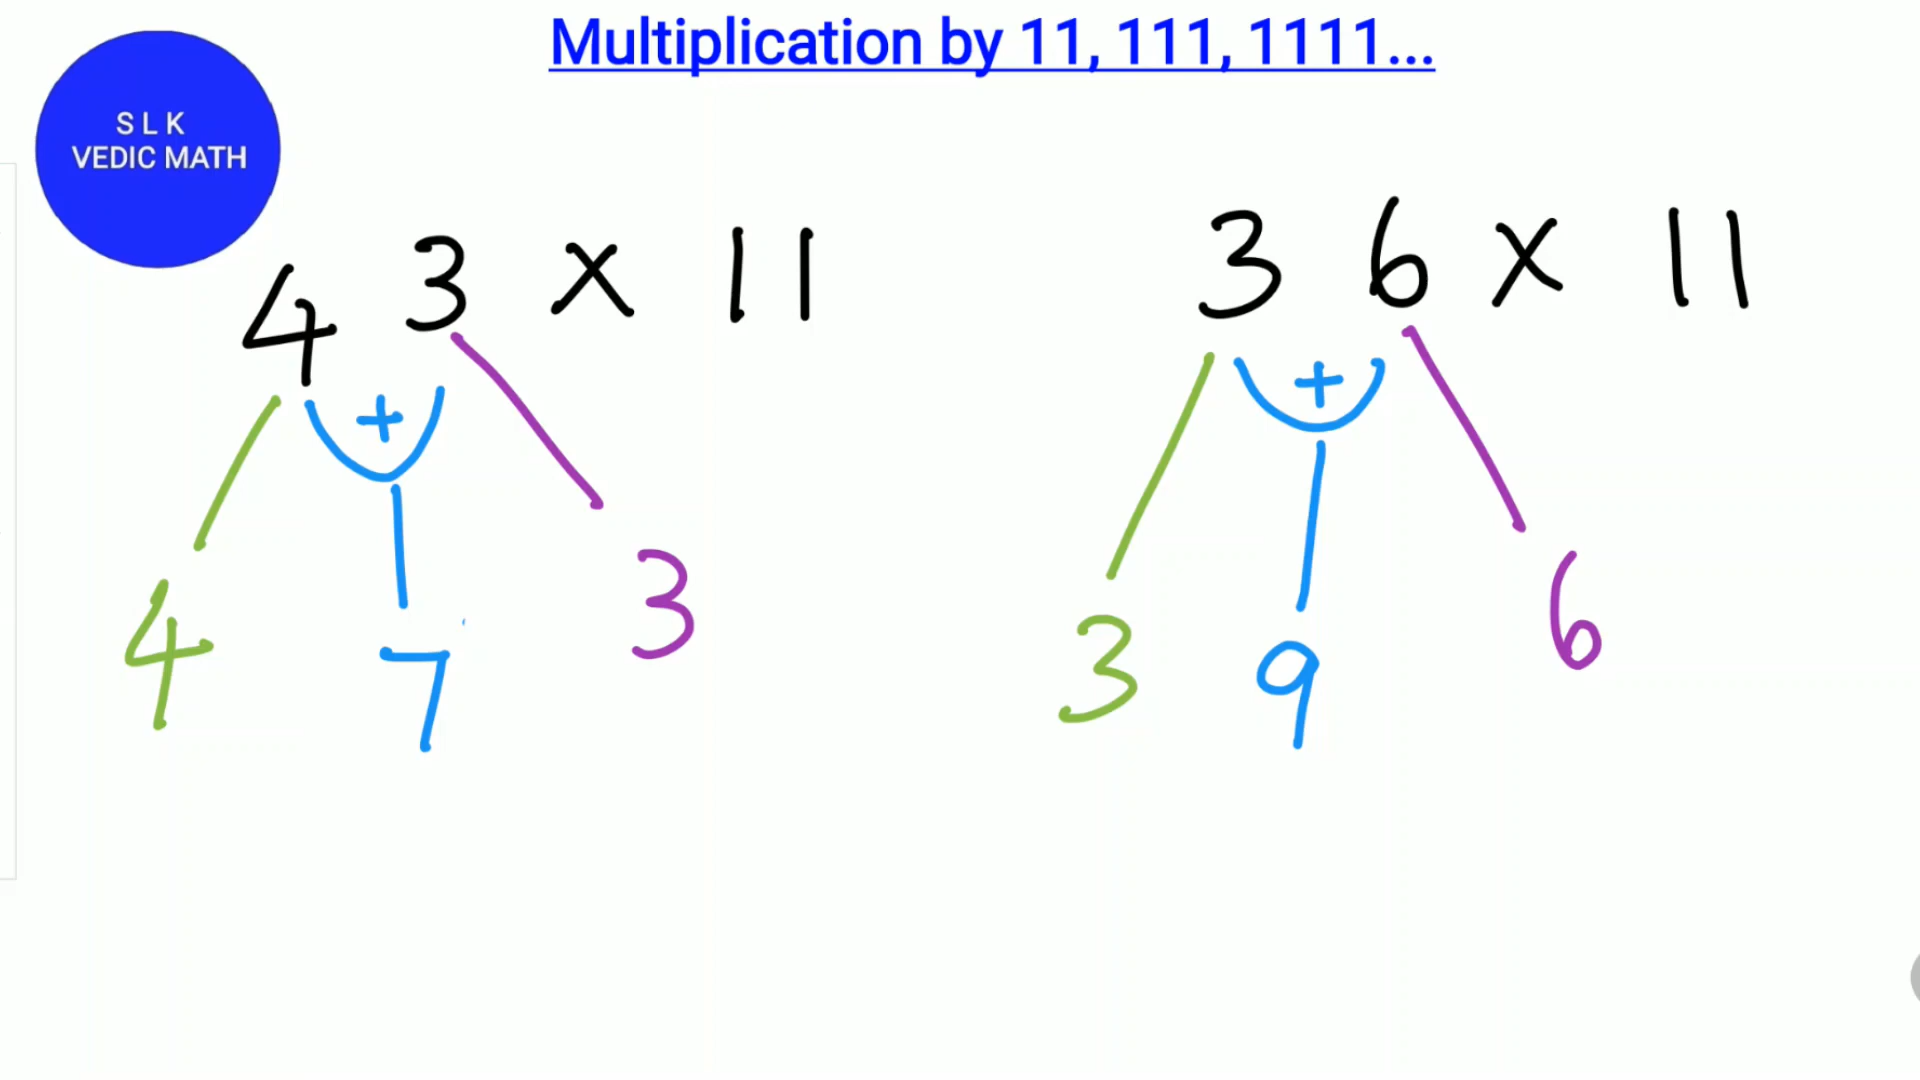 Multiplication by 11, 111, 1111...
S L K
VEDIC MATH
4 3 x 11
+
4 7 3
3 6 x 11
+
3 9 6